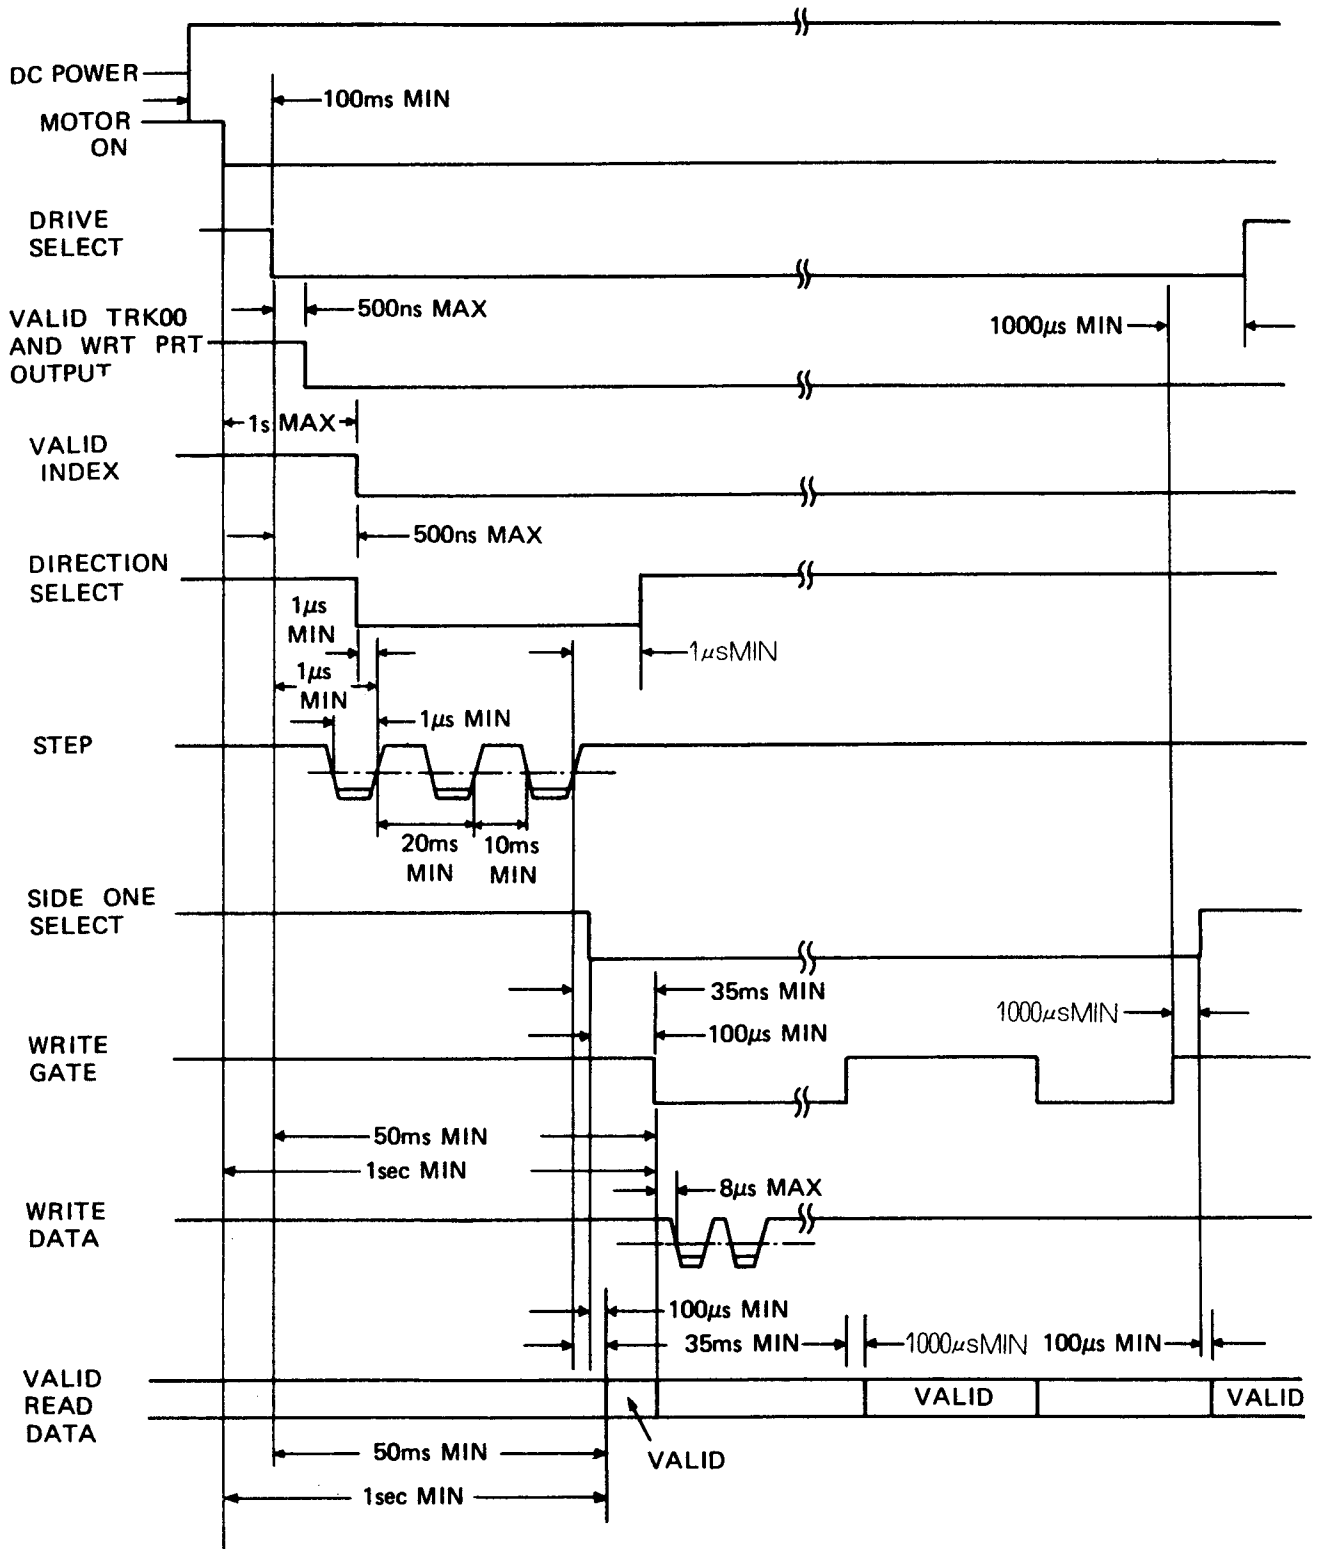 DC POWER
100ms MIN
MOTOR
ON
DRIVE
SELECT
500ns MAX
1000μs MIN
VALID TRK00
AND WRT PRT
OUTPUT
1s MAX
VALID
INDEX
500ns MAX
DIRECTION
SELECT
1μs
MIN
1μsMIN
1μs
MIN
1μs MIN
STEP
20ms
MIN
10ms
MIN
SIDE ONE
SELECT
35ms MIN
1000μsMIN
100μs MIN
WRITE
GATE
50ms MIN
1sec MIN
8μs MAX
WRITE
DATA
100μs MIN
35ms MIN
1000μsMIN
100μs MIN
VALID
READ
DATA
VALID
VALID
VALID
50ms MIN
1sec MIN